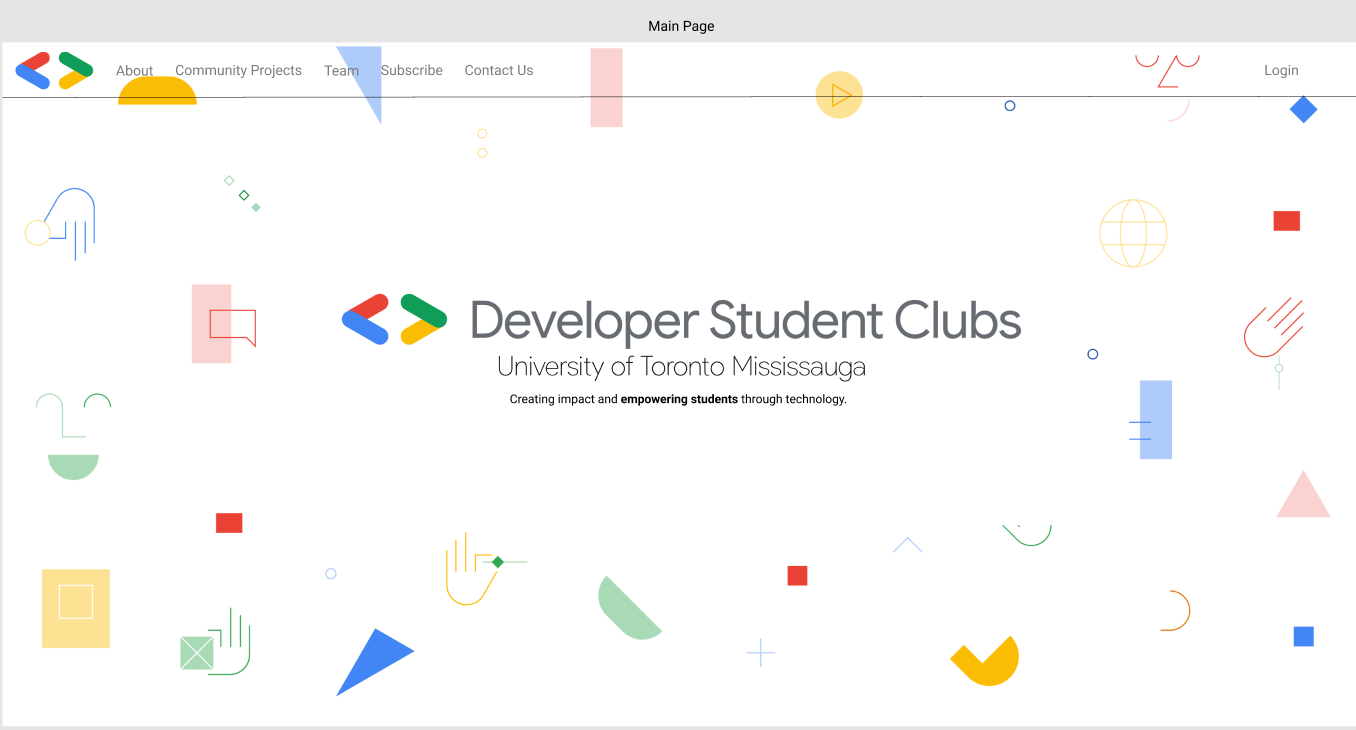 Main Page
About Community Projects Team Subscribe Contact Us Login
Developer Student Clubs
University of Toronto Mississauga
Creating impact and empowering students through technology.